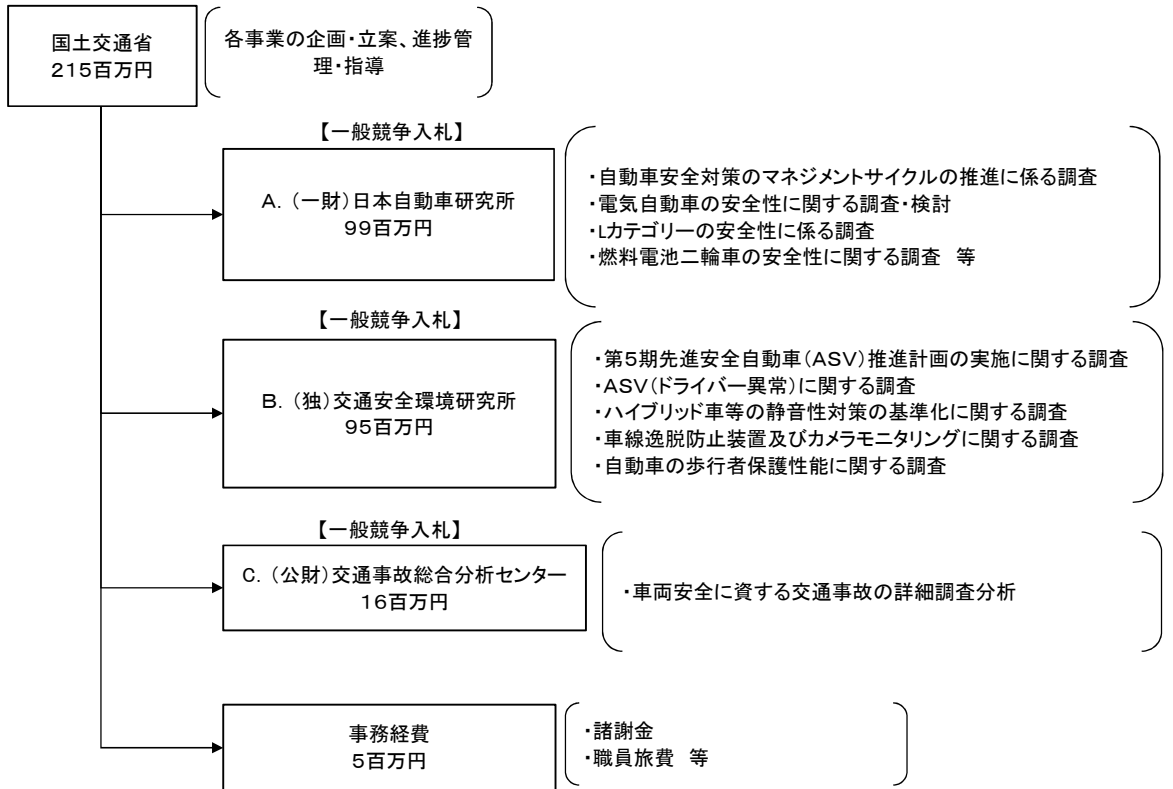 国土交通省
215百万円
各事業の企画・立案、進捗管
理・指導
【一般競争入札】
A. (一財)日本自動車研究所
99百万円
・自動車安全対策のマネジメントサイクルの推進に係る調査
・電気自動車の安全性に関する調査・検討
・Lカテゴリーの安全性に係る調査
・燃料電池二輪車の安全性に関する調査　等
【一般競争入札】
B. (独)交通安全環境研究所
95百万円
・第5期先進安全自動車(ASV)推進計画の実施に関する調査
・ASV(ドライバー異常)に関する調査
・ハイブリッド車等の静音性対策の基準化に関する調査
・車線逸脱防止装置及びカメラモニタリングに関する調査
・自動車の歩行者保護性能に関する調査
【一般競争入札】
C. (公財)交通事故総合分析センター
16百万円
・車両安全に資する交通事故の詳細調査分析
事務経費
5百万円
・諸謝金
・職員旅費　等